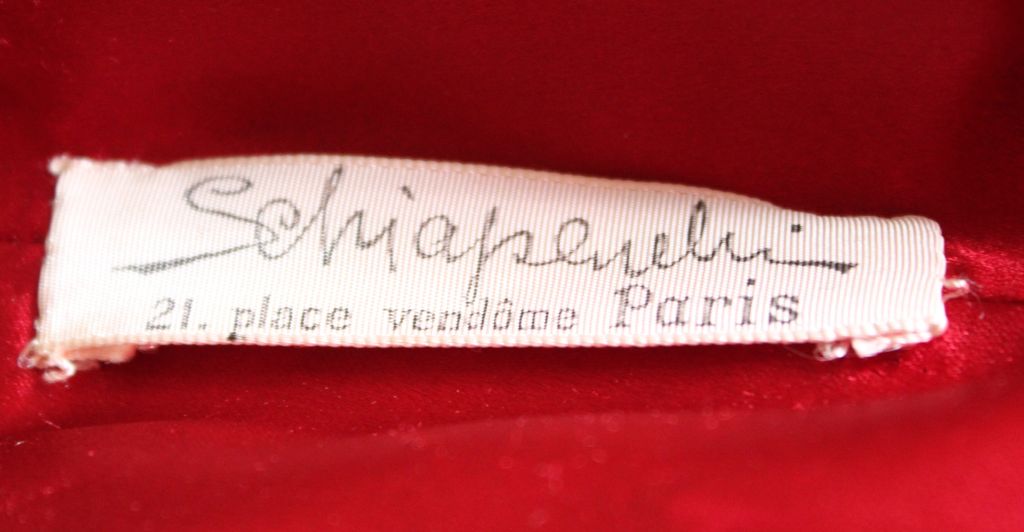 Schiaparelli
21. place vendôme Paris